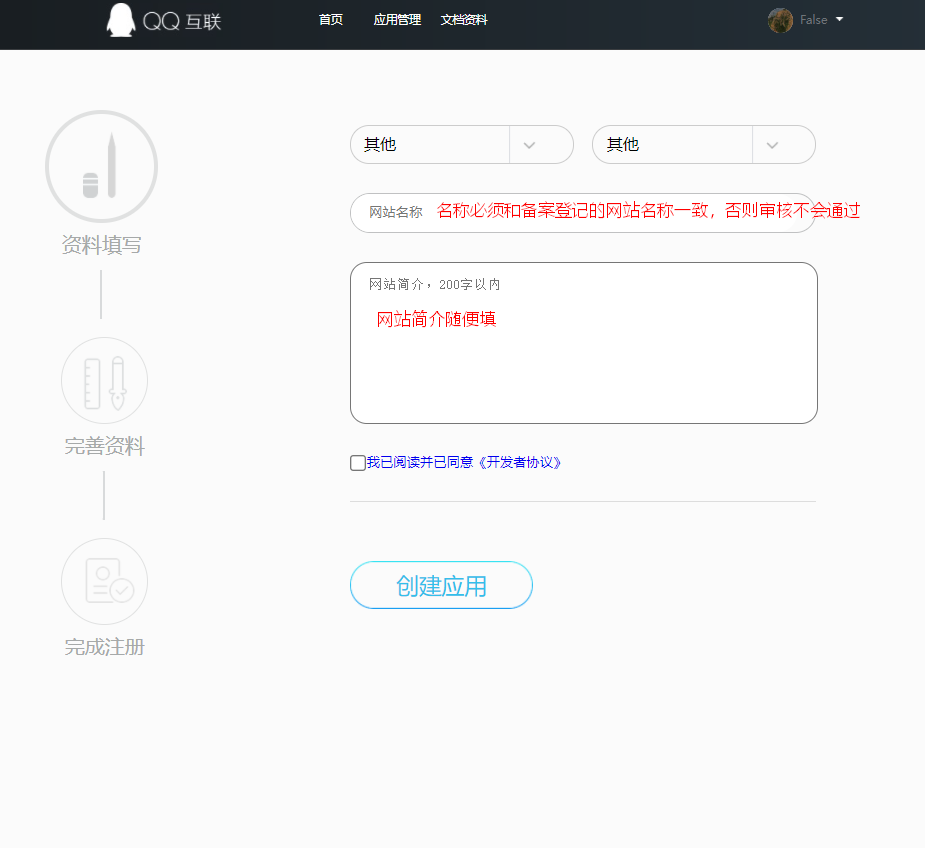 QQ 互联
首页 应用管理 文档资料
False
资料填写
完善资料
完成注册
其他 其他
网站名称 名称必须和备案登记的网站名称一致，否则审核不会通过
网站简介，200字以内
网站简介随便填
我已阅读并已同意《开发者协议》
创建应用